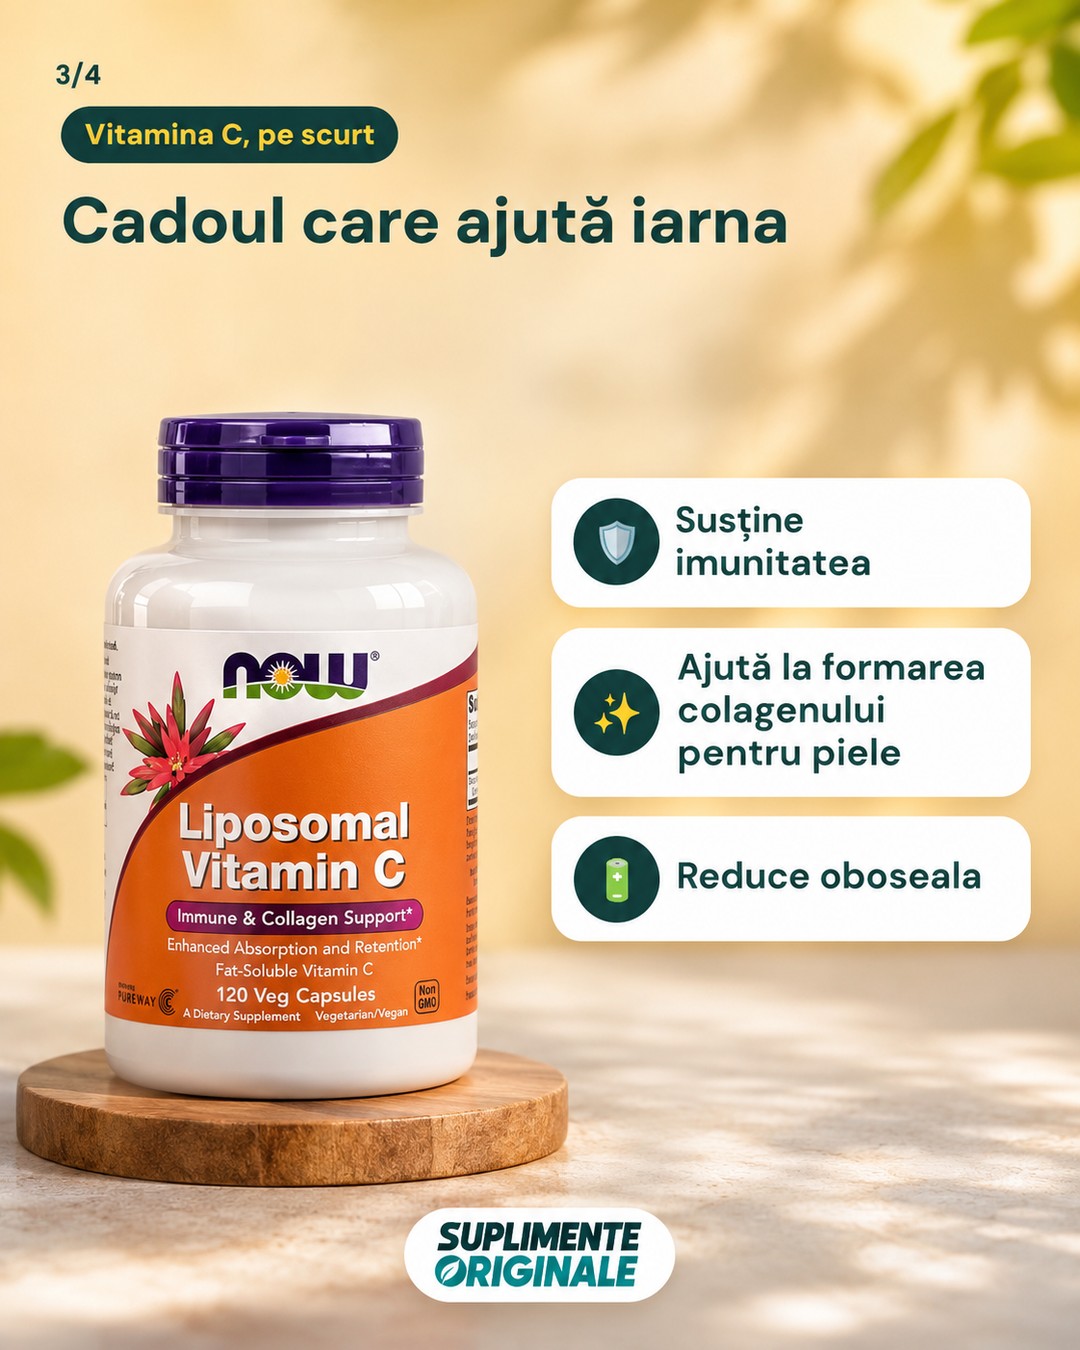 3/4
Vitamina C, pe scurt
Cadoul care ajută iarna
now®
Liposomal
Vitamin C
Immune & Collagen Support*
Enhanced Absorption and Retention*
Fat-Soluble Vitamin C
120 Veg Capsules
A Dietary Supplement Vegetarian/Vegan
PUREWAY C
Non
GMO
Susține
imunitatea
Ajută la formarea
colagenului
pentru piele
Reduce oboseala
SUPLIMENTE
ORIGINALE